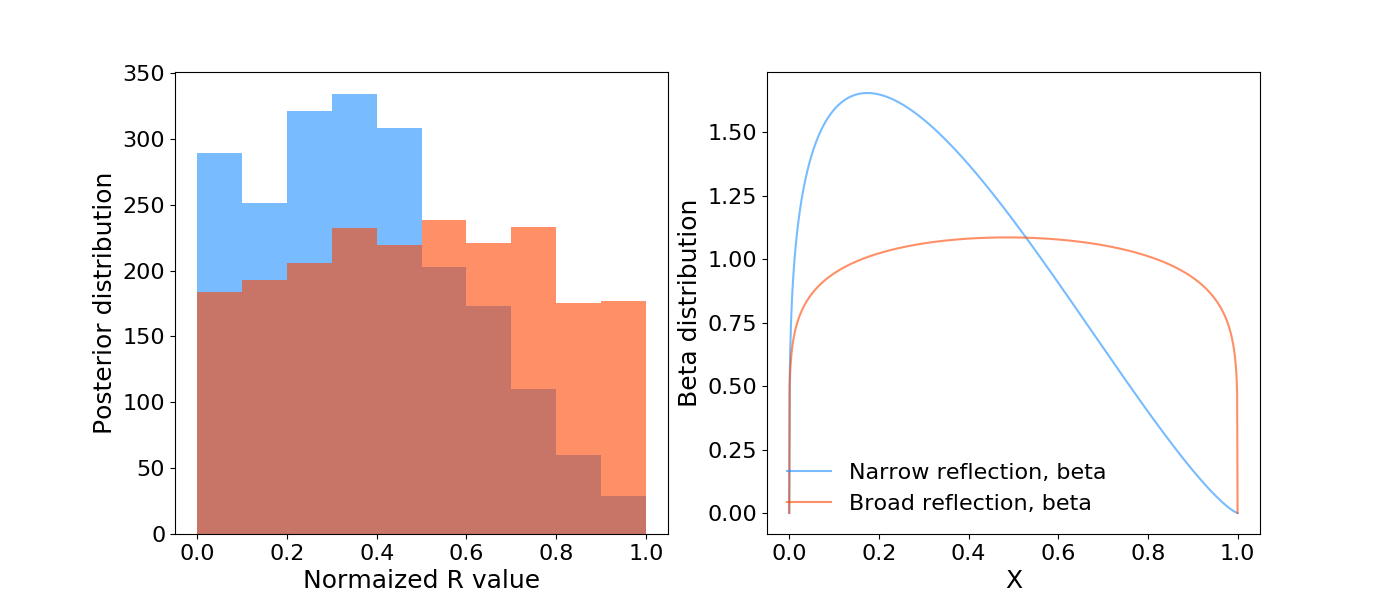 Posterior distribution
350
300
250
200
150
100
50
0
0.0 0.2 0.4 0.6 0.8 1.0
Normaized R value
Beta distribution
1.50
1.25
1.00
0.75
0.50
0.25
0.00
Narrow reflection, beta
Broad reflection, beta
0.0 0.2 0.4 0.6 0.8 1.0
X